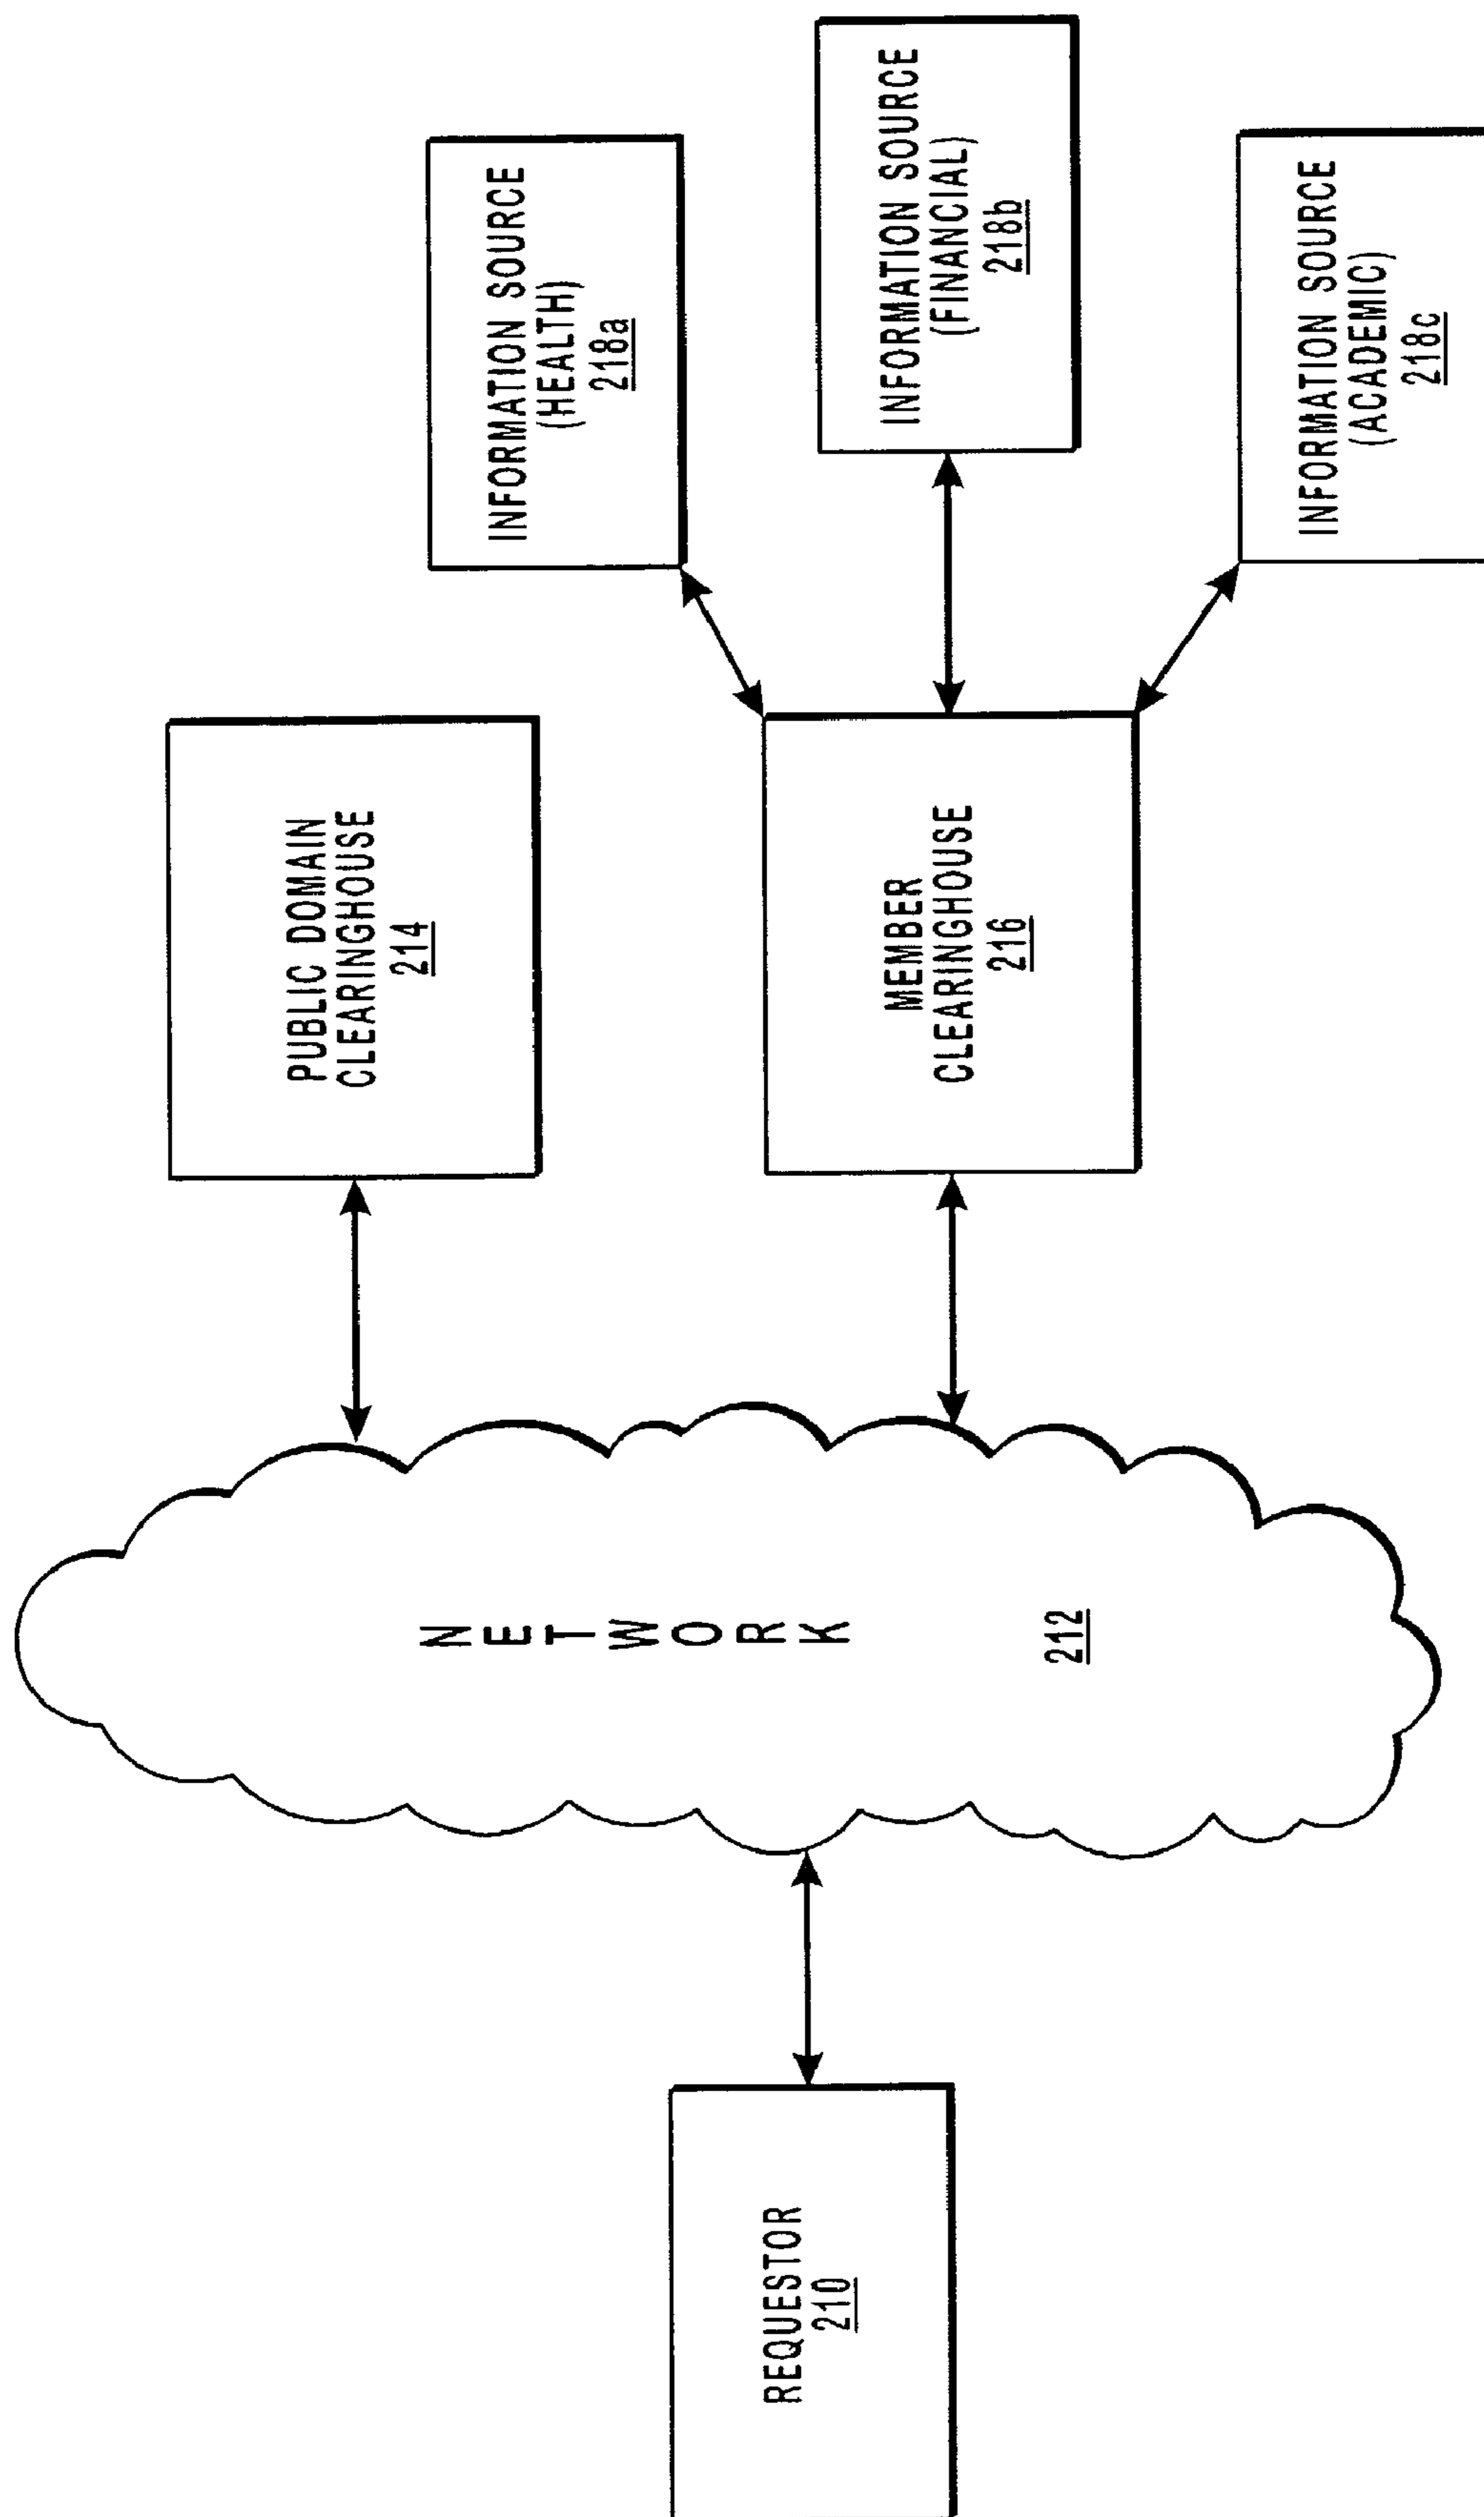 REQUESTOR
210
NETWORK
212
PUBLIC DOMAIN
CLEARINGHOUSE
214
MEMBER
CLEARINGHOUSE
216
INFORMATION SOURCE
(HEALTH)
218a
INFORMATION SOURCE
(FINANCIAL)
218b
INFORMATION SOURCE
(ACADEMIC)
218c